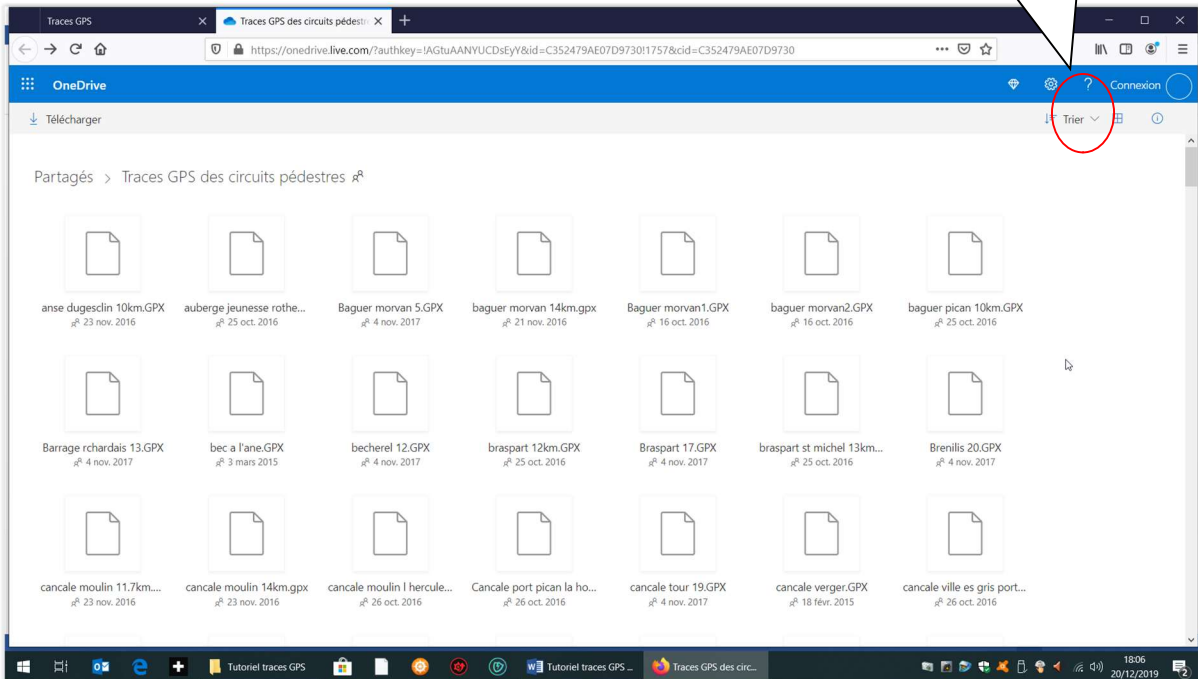 Traces GPS
Traces GPS des circuits pédestr
https://onedrive.live.com/?authkey=!AGtuAANYUCDsEyY&id=C352479AE07D9730!1757&cid=C352479AE07D9730
OneDrive
? Connexion
Télécharger
Trier
Partagés > Traces GPS des circuits pédestres
anse dugesclin 10km.GPX auberge jeunesse rothe... Baguer morvan 5.GPX baguer morvan 14km.gpx Baguer morvan1.GPX baguer morvan2.GPX baguer pican 10km.GPX
23 nov. 2016 25 oct. 2016 4 nov. 2017 21 nov. 2016 16 oct. 2016 16 oct. 2016 25 oct. 2016
Barrage rchardais 13.GPX bec a l'ane.GPX becherel 12.GPX braspart 12km.GPX Braspart 17.GPX braspart st michel 13km... Brenilis 20.GPX
4 nov. 2017 3 mars 2015 4 nov. 2017 25 oct. 2016 4 nov. 2017 25 oct. 2016 4 nov. 2017
cancale moulin 11.7km.... cancale moulin 14km.gpx cancale moulin l hercule... Cancale port pican la ho... cancale tour 19.GPX cancale verger.GPX cancale ville es gris port...
23 nov. 2016 23 nov. 2016 26 oct. 2016 26 oct. 2016 4 nov. 2017 18 févr. 2015 26 oct. 2016
Tutoriel traces GPS Tutoriel traces GPS ... Traces GPS des circ...
18:06
20/12/2019